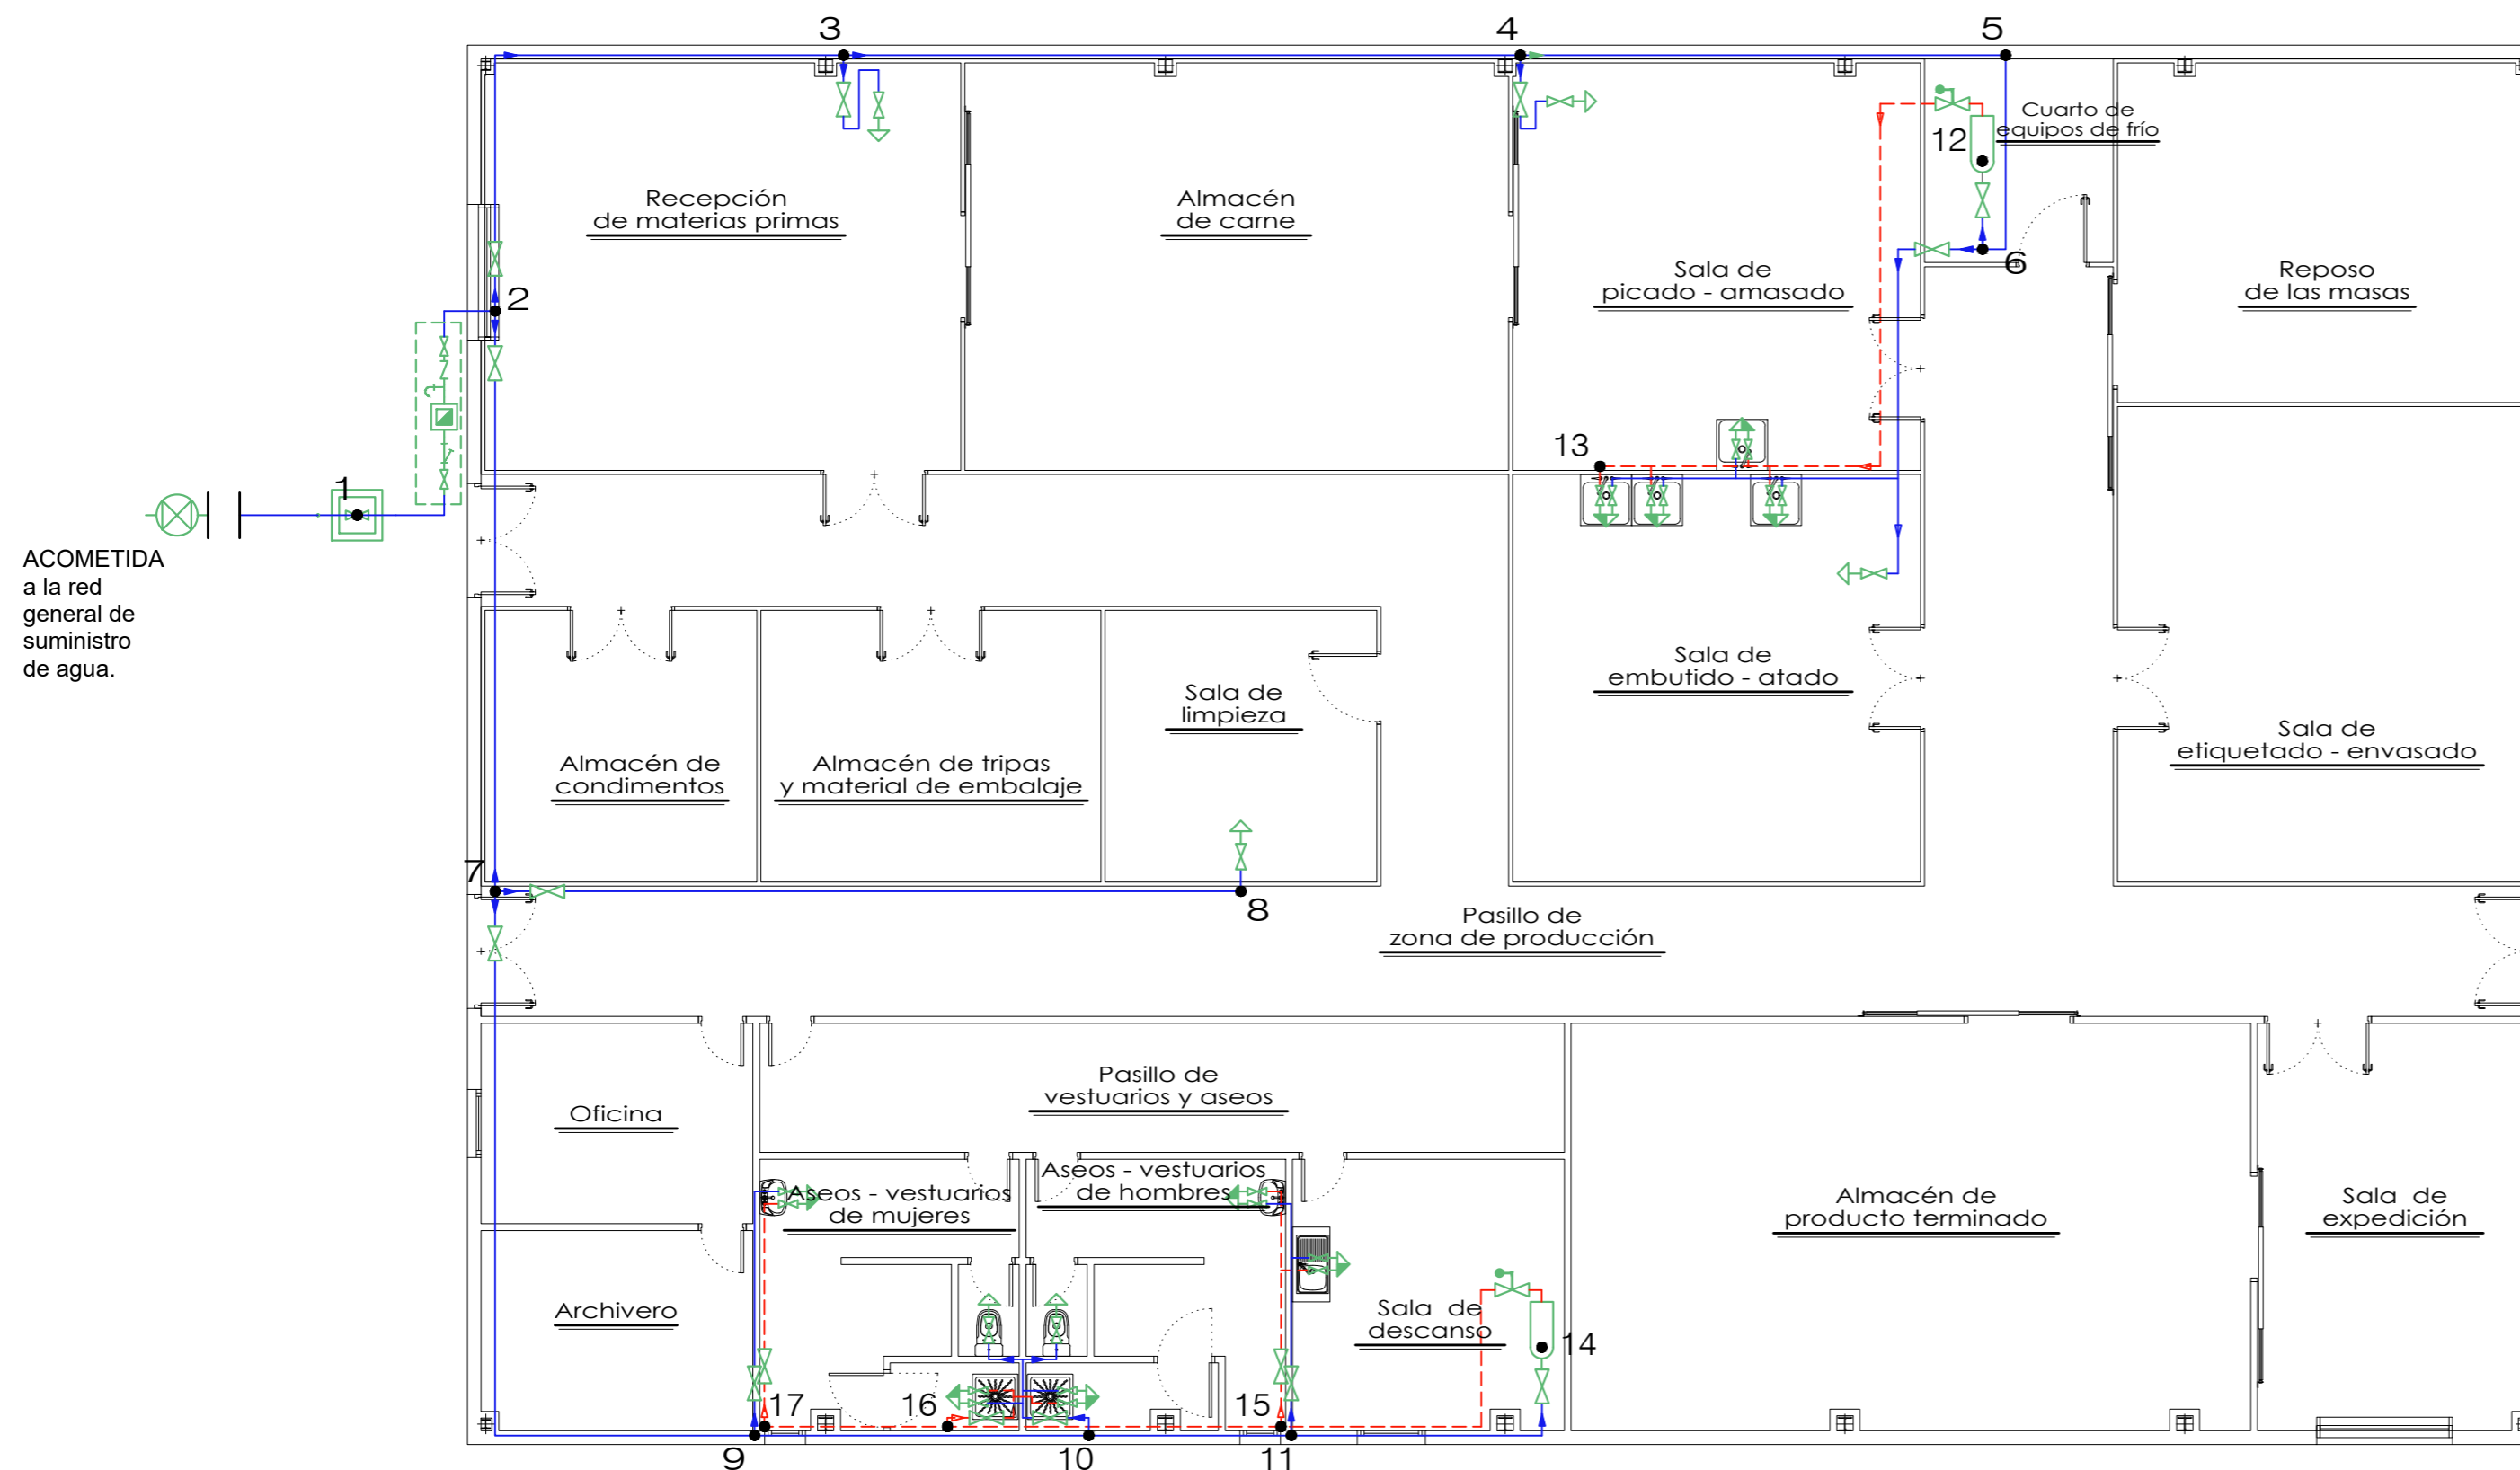 3
4
5
Cuarto de
equipos de frío
12
Recepción
de materias primas
Almacén
de carne
Sala de
picado - amasado
6
Reposo
de las masas
2
1
13
ACOMETIDA
a la red
general de
suministro
de agua.
Sala de
embutido - atado
Sala de
limpieza
Sala de
etiquetado - envasado
Almacén de
condimentos
Almacén de tripas
y material de embalaje
7
8
Pasillo de
zona de producción
Pasillo de
vestuarios y aseos
Oficina
Aseos - vestuarios
de hombres
Aseos - vestuarios
de mujeres
Almacén de
producto terminado
Sala de
expedición
Archivero
Sala de
descanso
14
17
16
15
9
10
11